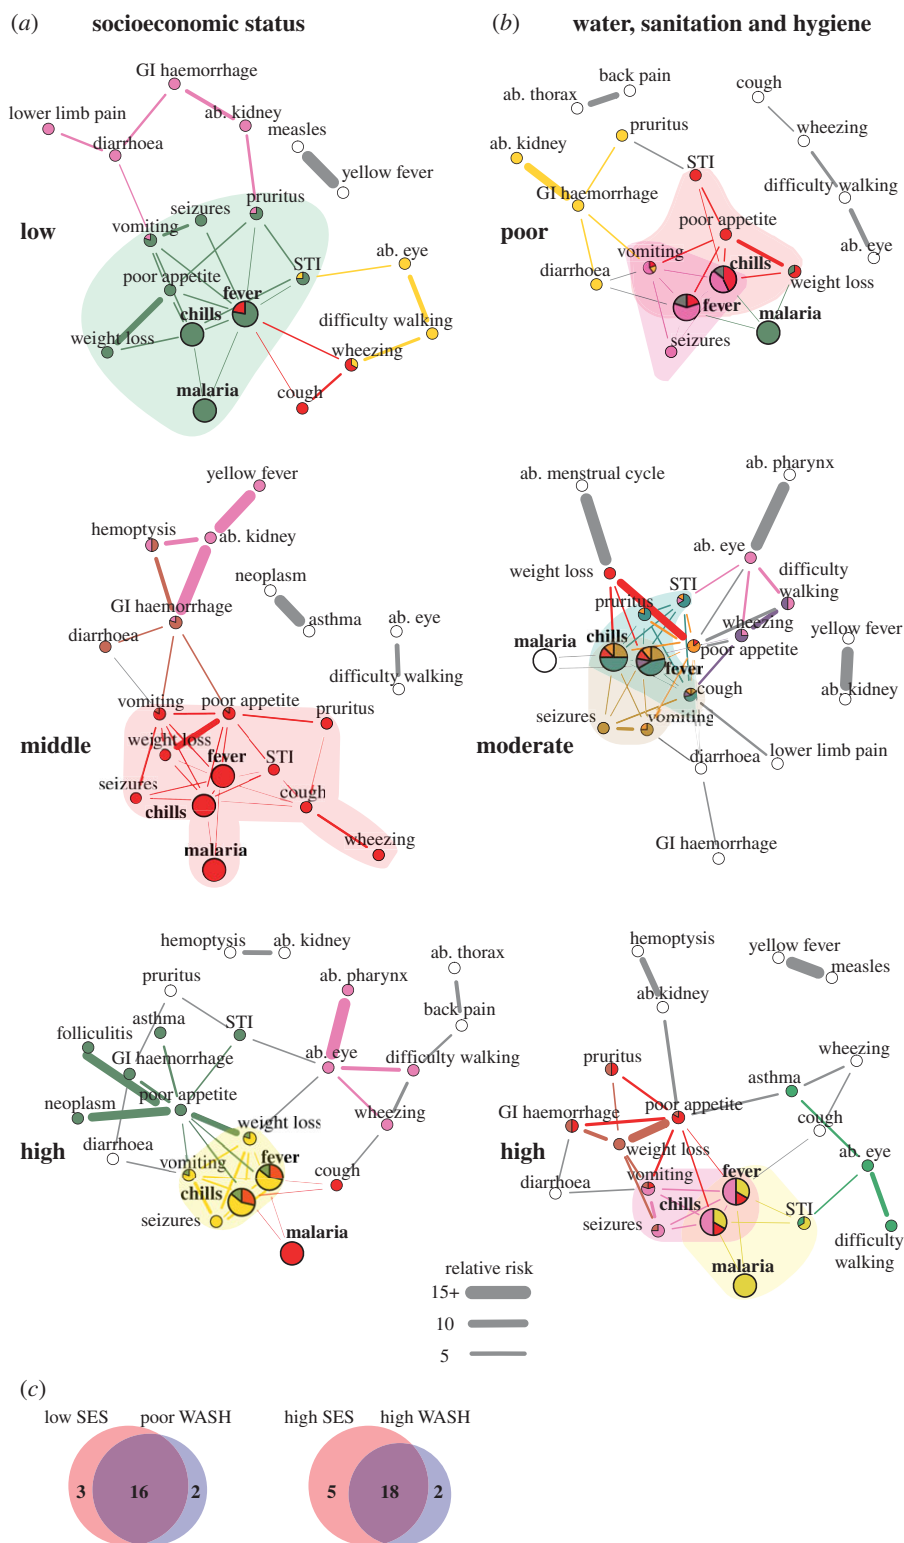 (a) socioeconomic status
GI haemorrhage
lower limb pain
ab. kidney
diarrhoea
measles
yellow fever
seizures
pruritus
low
vomiting
ab. eye
STI
poor appetite
fever
chills
difficulty walking
weight loss
wheezing
malaria
cough
yellow fever
hemoptysis
ab. kidney
neoplasm
GI haemorrhage
asthma
ab. eye
diarrhoea
difficulty walking
vomiting
poor appetite
pruritus
middle
weight loss
fever
STI
seizures
cough
chills
wheezing
malaria
hemoptysis
ab. kidney
ab. thorax
pruritus
ab. pharynx
asthma
STI
back pain
folliculitis
GI haemorrhage
ab. eye
difficulty walking
neoplasm
poor appetite
wheezing
weight loss
diarrhoea
high
vomiting
fever
cough
chills
seizures
malaria
(b) water, sanitation and hygiene
back pain
ab. thorax
cough
pruritus
wheezing
ab. kidney
STI
GI haemorrhage
difficulty walking
poor appetite
poor
vomiting
ab. eye
chills
diarrhoea
weight loss
fever
malaria
seizures
ab. menstrual cycle
ab. pharynx
ab. eye
weight loss
STI
difficulty
walking
pruritus
wheezing
yellow fever
malaria
chills
poor appetite
fever
cough
ab. kidney
seizures
vomiting
moderate
diarrhoea
lower limb pain
GI haemorrhage
hemoptysis
yellow fever
measles
ab.kidney
wheezing
pruritus
asthma
poor appetite
GI haemorrhage
cough
weight loss
high
ab. eye
vomiting
fever
diarrhoea
chills
STI
seizures
difficulty
walking
malaria
relative risk
15+
10
5
(c)
low SES poor WASH
3 16 2
high SES high WASH
5 18 2